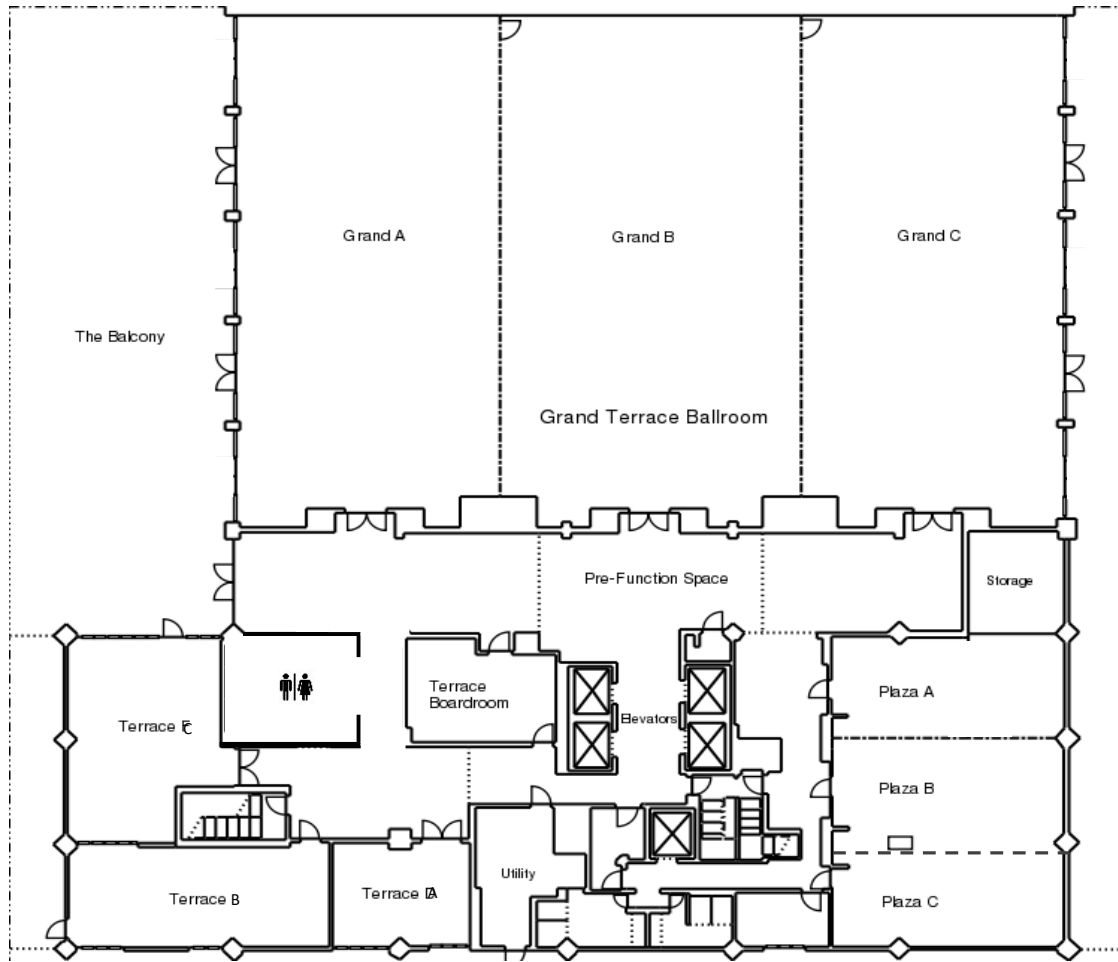 Grand A
Grand B
Grand C
The Balcony
Grand Terrace Ballroom
Pre-Function Space
Storage
Terrace
Boardroom
Elevators
Plaza A
Terrace C
Plaza B
Utility
Terrace B
Terrace A
Plaza C